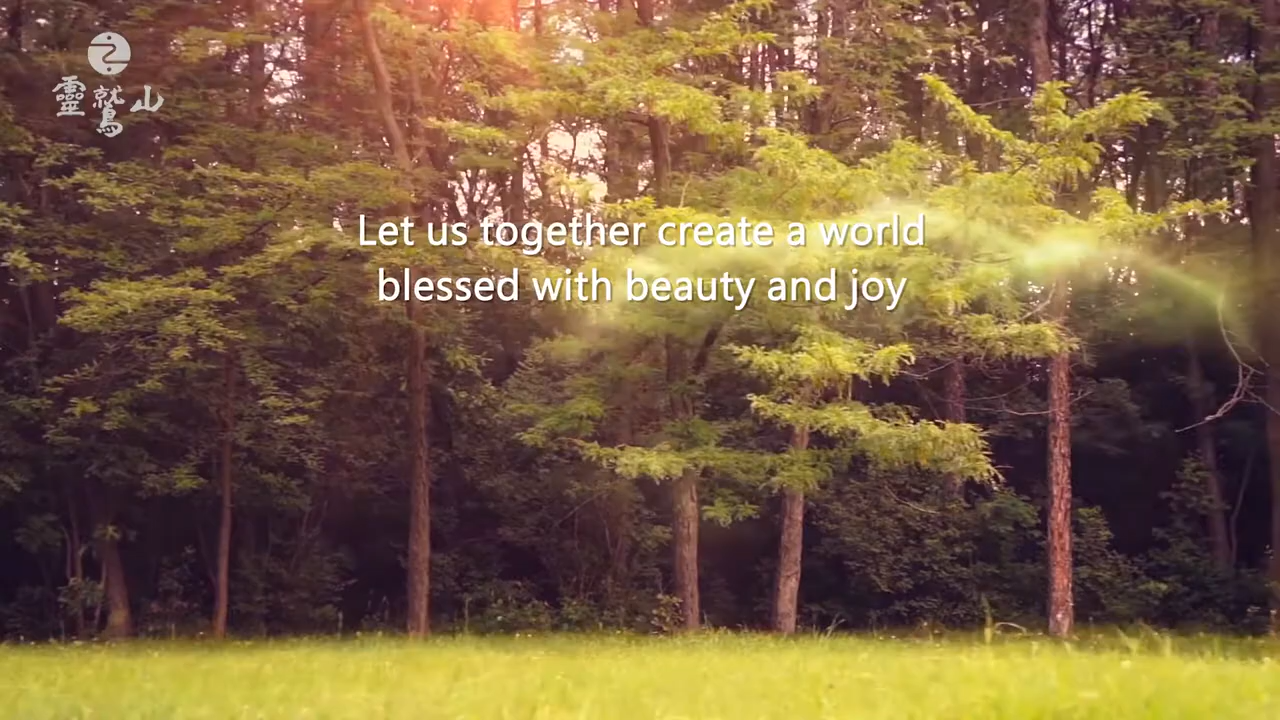 靈鷲山
Let us together create a world
blessed with beauty and joy